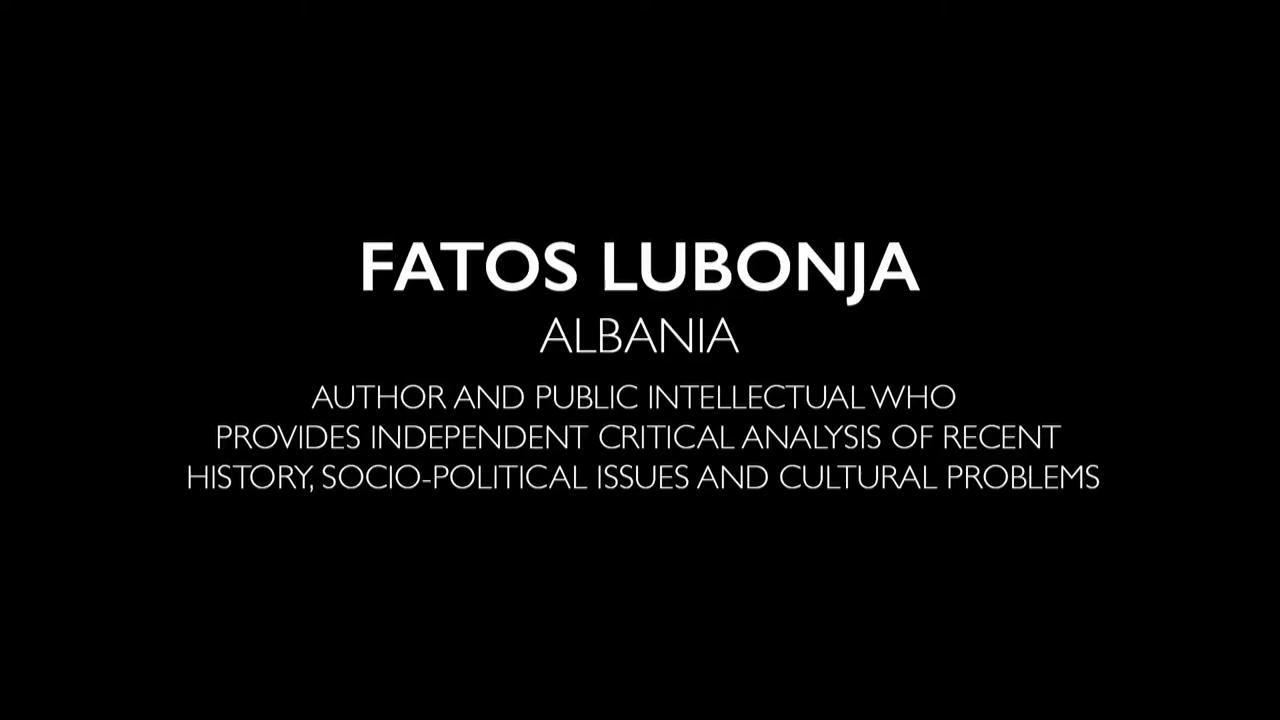 FATOS LUBONJA
ALBANIA
AUTHOR AND PUBLIC INTELLECTUAL WHO
PROVIDES INDEPENDENT CRITICAL ANALYSIS OF RECENT
HISTORY, SOCIO-POLITICAL ISSUES AND CULTURAL PROBLEMS